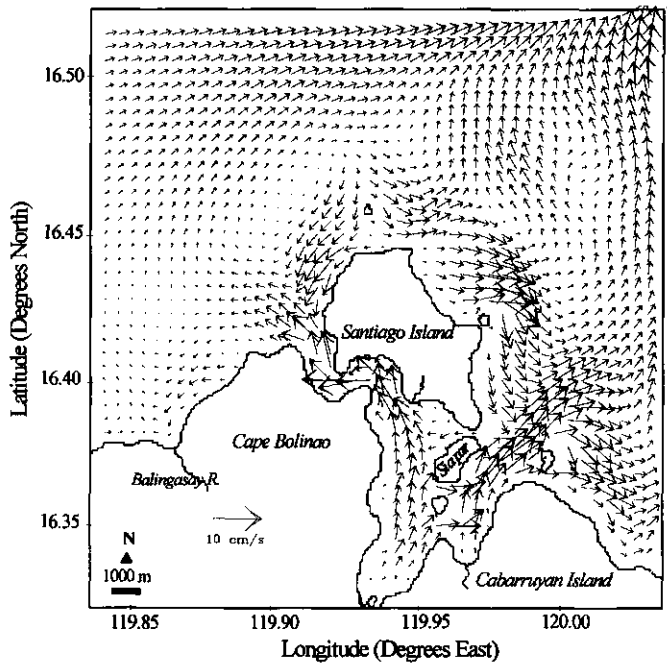 16.50
16.45
16.40
16.35
Latitude (Degrees North)
Santiago Island
Cape Bolinao
Siapar
Balingasay R.
10 cm/s
N
1000 m
Cabarruyan Island
119.85
119.90
119.95
120.00
Longitude (Degrees East)